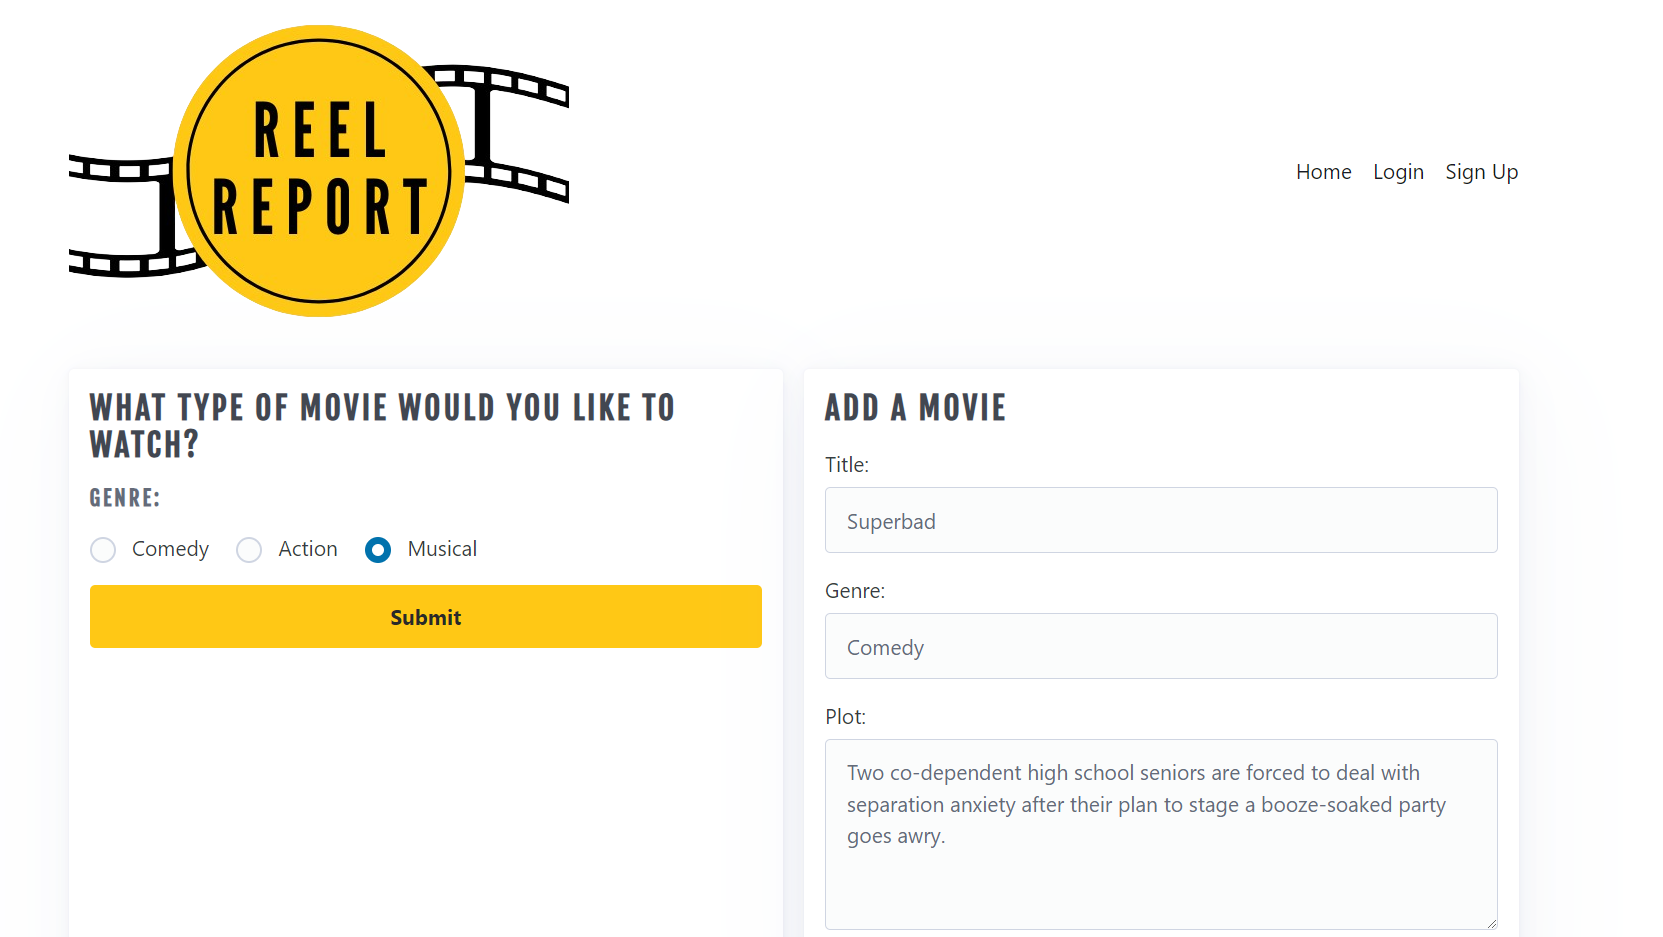 REEL
REPORT
Home Login Sign Up
WHAT TYPE OF MOVIE WOULD YOU LIKE TO
WATCH?
GENRE:
Comedy Action Musical
Submit
ADD A MOVIE
Title:
Superbad
Genre:
Comedy
Plot:
Two co-dependent high school seniors are forced to deal with
separation anxiety after their plan to stage a booze-soaked party
goes awry.